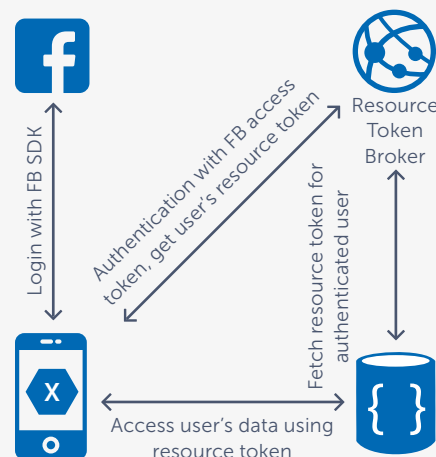 Resource
Token
Broker
Login with FB SDK
Authentication with FB access
token, get user's resource token
Fetch resource token for
authenticated user
X
{ }
Access user's data using
resource token